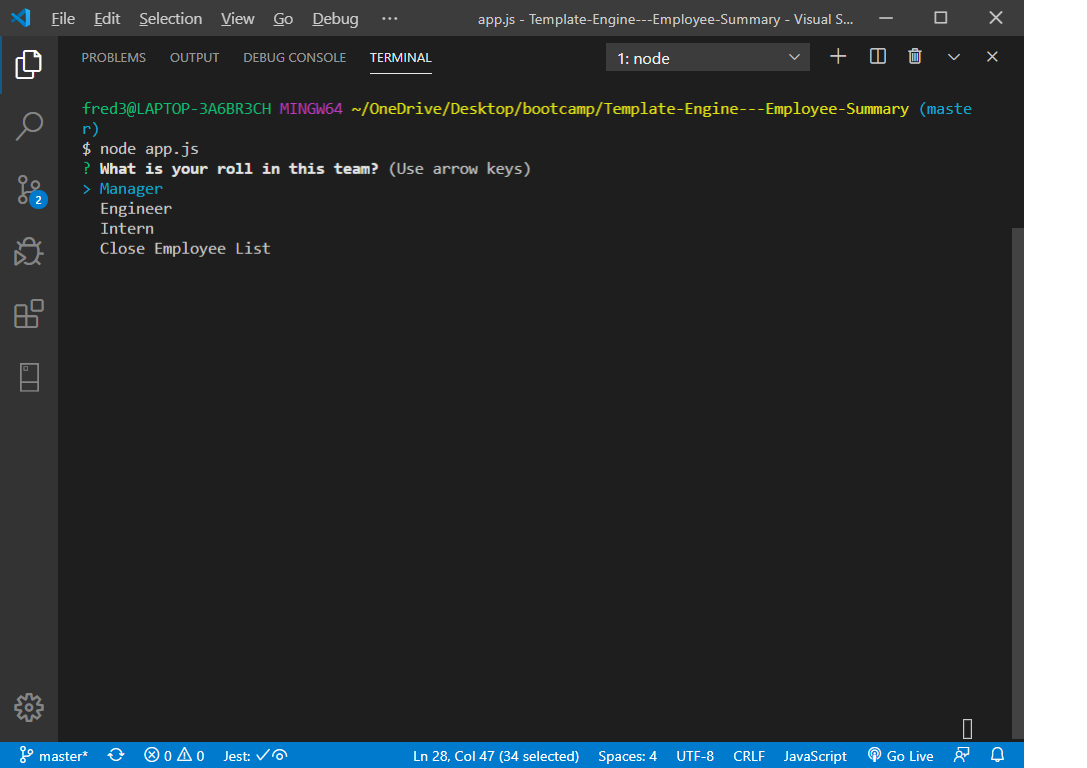 File Edit Selection View Go Debug ··· app.js - Template-Engine---Employee-Summary - Visual S...
PROBLEMS OUTPUT DEBUG CONSOLE TERMINAL 1: node
fred3@LAPTOP-3A6BR3CH MINGW64 ~/OneDrive/Desktop/bootcamp/Template-Engine---Employee-Summary (maste
r)
$ node app.js
? What is your roll in this team? (Use arrow keys)
> Manager
Engineer
Intern
Close Employee List
2
master* 0 0 Jest: Ln 28, Col 47 (34 selected) Spaces: 4 UTF-8 CRLF JavaScript Go Live